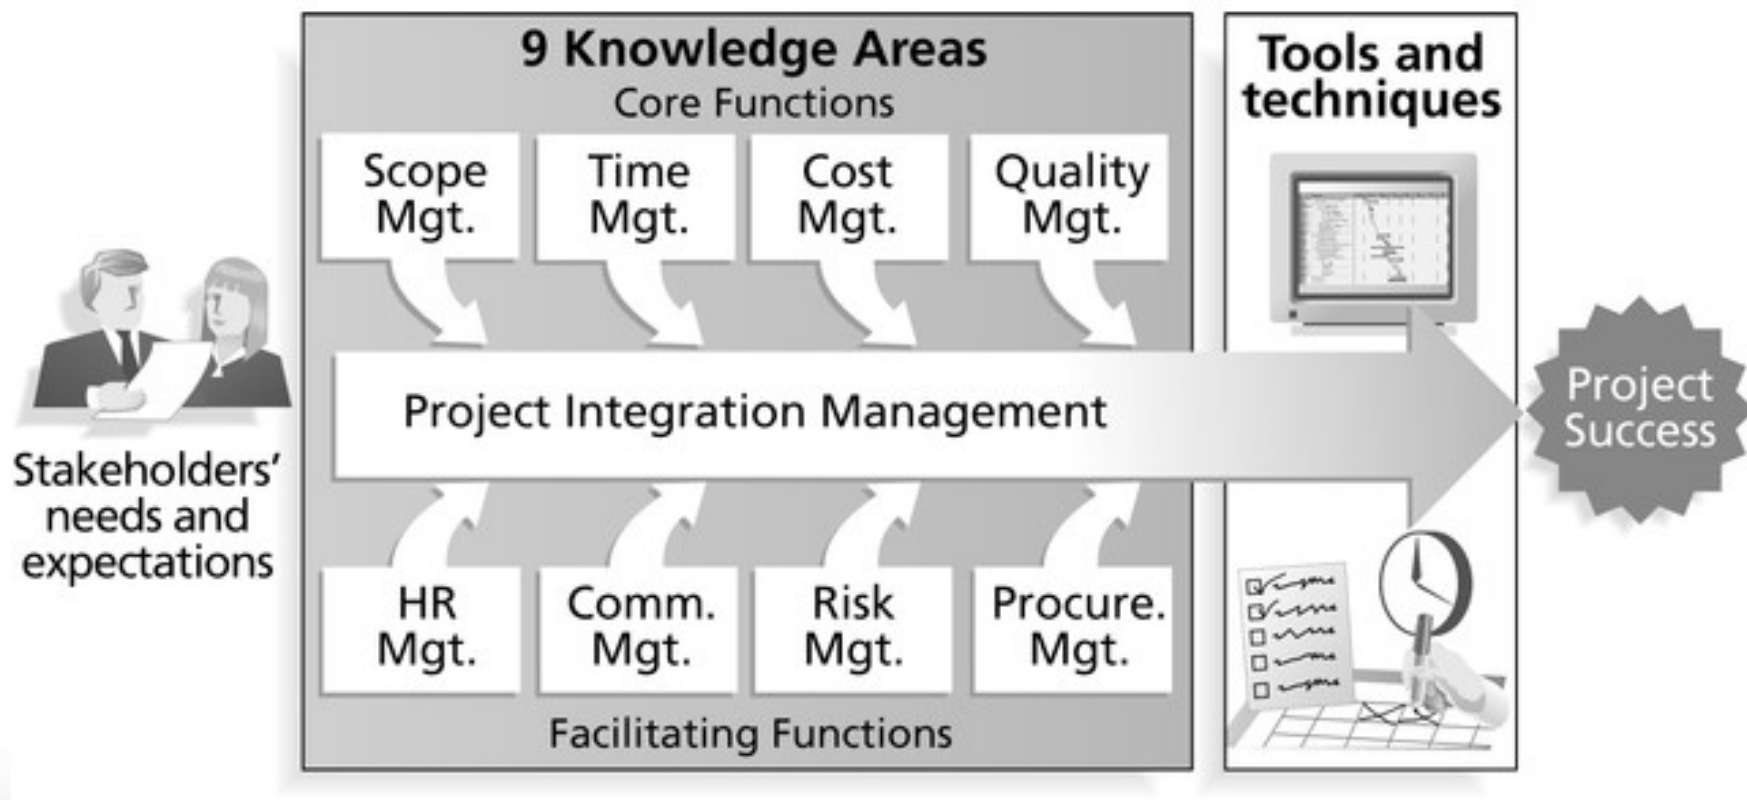 9 Knowledge Areas
Core Functions
Scope
Mgt.
Time
Mgt.
Cost
Mgt.
Quality
Mgt.
Project Integration Management
HR
Mgt.
Comm.
Mgt.
Risk
Mgt.
Procure.
Mgt.
Facilitating Functions
Stakeholders’
needs and
expectations
Tools and
techniques
Project
Success